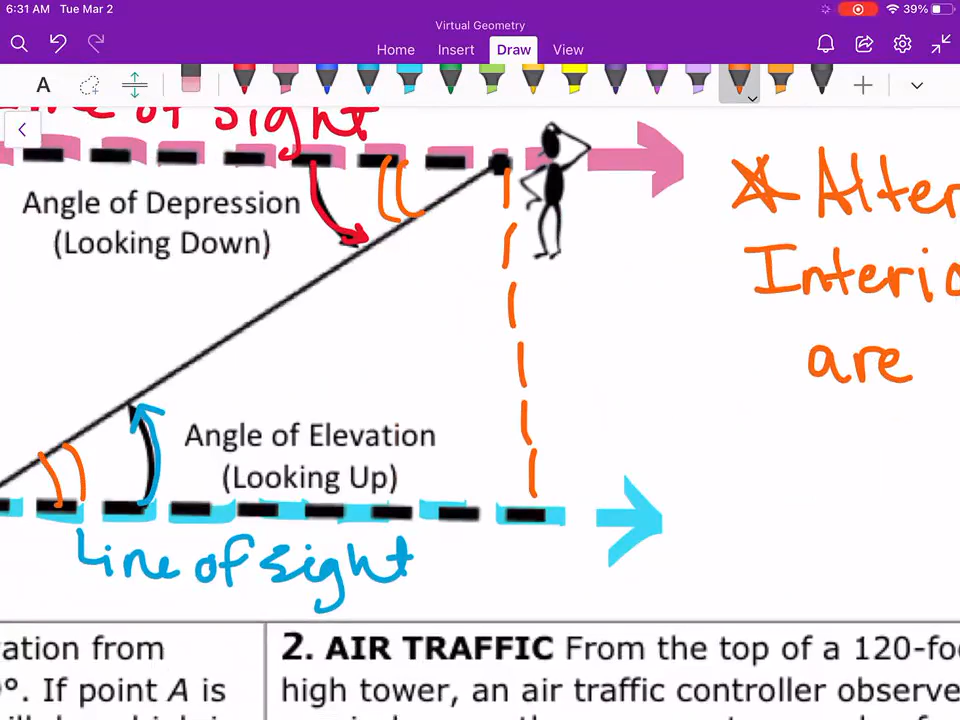 6:31 AM Tue Mar 2
39%
Virtual Geometry
Home Insert Draw View
A
of sight
Angle of Depression
(Looking Down)
Alter
Interio
are
Angle of Elevation
(Looking Up)
Line of sight
ation from
0°. If point A is
2. AIR TRAFFIC From the top of a 120-foo
high tower, an air traffic controller observe